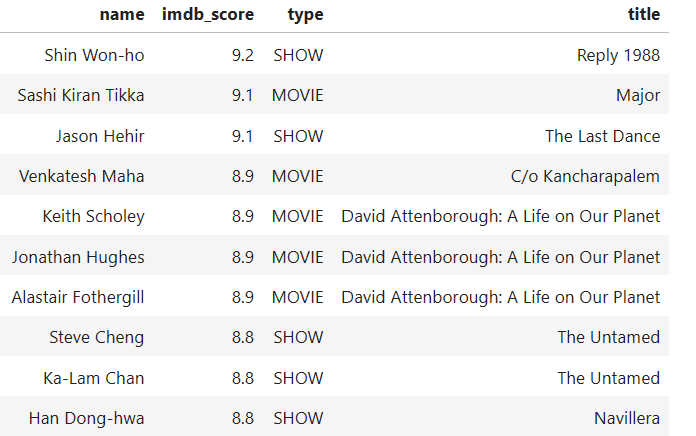 name imdb_score type title
Shin Won-ho 9.2 SHOW Reply 1988
Sashi Kiran Tikka 9.1 MOVIE Major
Jason Hehir 9.1 SHOW The Last Dance
Venkatesh Maha 8.9 MOVIE C/o Kancharapalem
Keith Scholey 8.9 MOVIE David Attenborough: A Life on Our Planet
Jonathan Hughes 8.9 MOVIE David Attenborough: A Life on Our Planet
Alastair Fothergill 8.9 MOVIE David Attenborough: A Life on Our Planet
Steve Cheng 8.8 SHOW The Untamed
Ka-Lam Chan 8.8 SHOW The Untamed
Han Dong-hwa 8.8 SHOW Navillera